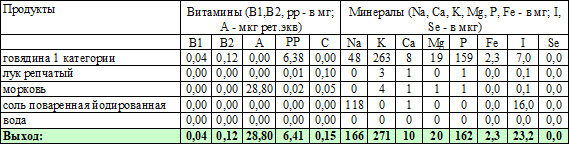 Продукты Витамины (B1,B2, pp - в мг; Минералы (Na, Ca, K, Mg, P, Fe - в мг; I,
A - мкг рет.экв) Se - в мкг)
B1 B2 A PP C Na K Ca Mg P Fe I Se
говядина 1 категории 0,04 0,12 0,00 6,38 0,00 48 263 8 19 159 2,3 7,0 0,0
лук репчатый 0,00 0,00 0,00 0,01 0,10 0 3 1 0 1 0,0 0,1 0,0
морковь 0,00 0,00 28,80 0,02 0,05 0 4 1 1 1 0,0 0,1 0,0
соль поваренная йодированная 0,00 0,00 0,00 0,00 0,00 118 0 1 0 0 0,0 16,0 0,0
вода 0,00 0,00 0,00 0,00 0,00 0 0 0 0 0 0,0 0,0 0,0
Выход: 0,04 0,12 28,80 6,41 0,15 166 271 10 20 162 2,3 23,2 0,0